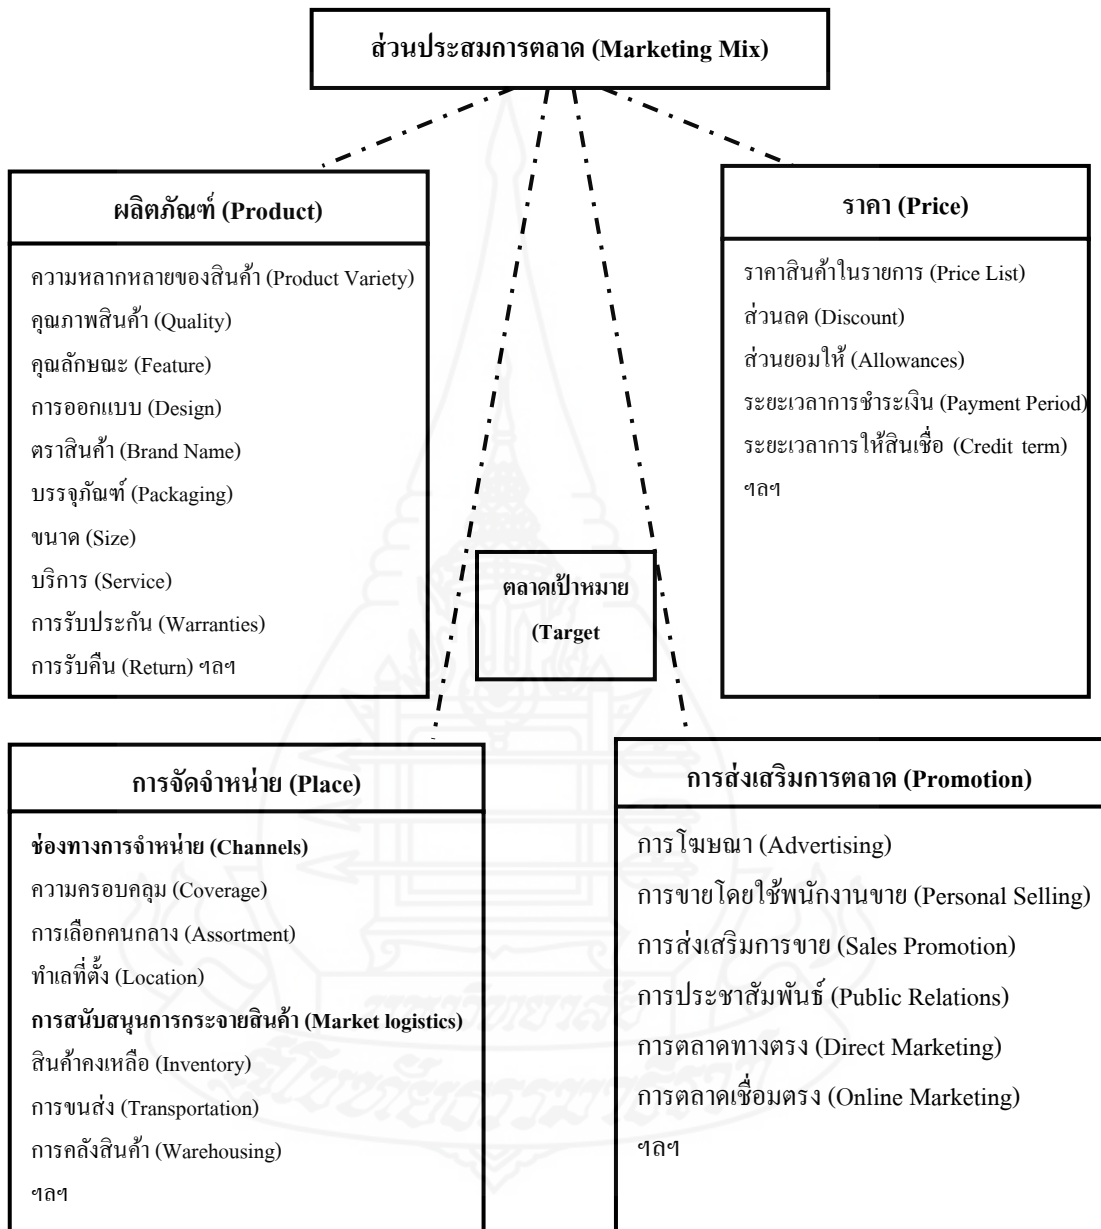 ส่วนประสมการตลาด (Marketing Mix)
ผลิตภัณฑ์ (Product)
ความหลากหลายของสินค้า (Product Variety)
คุณภาพสินค้า (Quality)
คุณลักษณะ (Feature)
การออกแบบ (Design)
ตราสินค้า (Brand Name)
บรรจุภัณฑ์ (Packaging)
ขนาด (Size)
บริการ (Service)
การรับประกัน (Warranties)
การรับคืน (Return) ฯลฯ
ราคา (Price)
ราคาสินค้าในรายการ (Price List)
ส่วนลด (Discount)
ส่วนยอมให้ (Allowances)
ระยะเวลาการชำระเงิน (Payment Period)
ระยะเวลาการให้สินเชื่อ (Credit term)
ฯลฯ
ตลาดเป้าหมาย
(Target
การจัดจำหน่าย (Place)
ช่องทางการจำหน่าย (Channels)
ความครอบคลุม (Coverage)
การเลือกคนกลาง (Assortment)
ทำเลที่ตั้ง (Location)
การสนับสนุนการกระจายสินค้า (Market logistics)
สินค้าคงเหลือ (Inventory)
การขนส่ง (Transportation)
การคลังสินค้า (Warehousing)
ฯลฯ
การส่งเสริมการตลาด (Promotion)
การโฆษณา (Advertising)
การขายโดยใช้พนักงานขาย (Personal Selling)
การส่งเสริมการขาย (Sales Promotion)
การประชาสัมพันธ์ (Public Relations)
การตลาดทางตรง (Direct Marketing)
การตลาดเชื่อมตรง (Online Marketing)
ฯลฯ